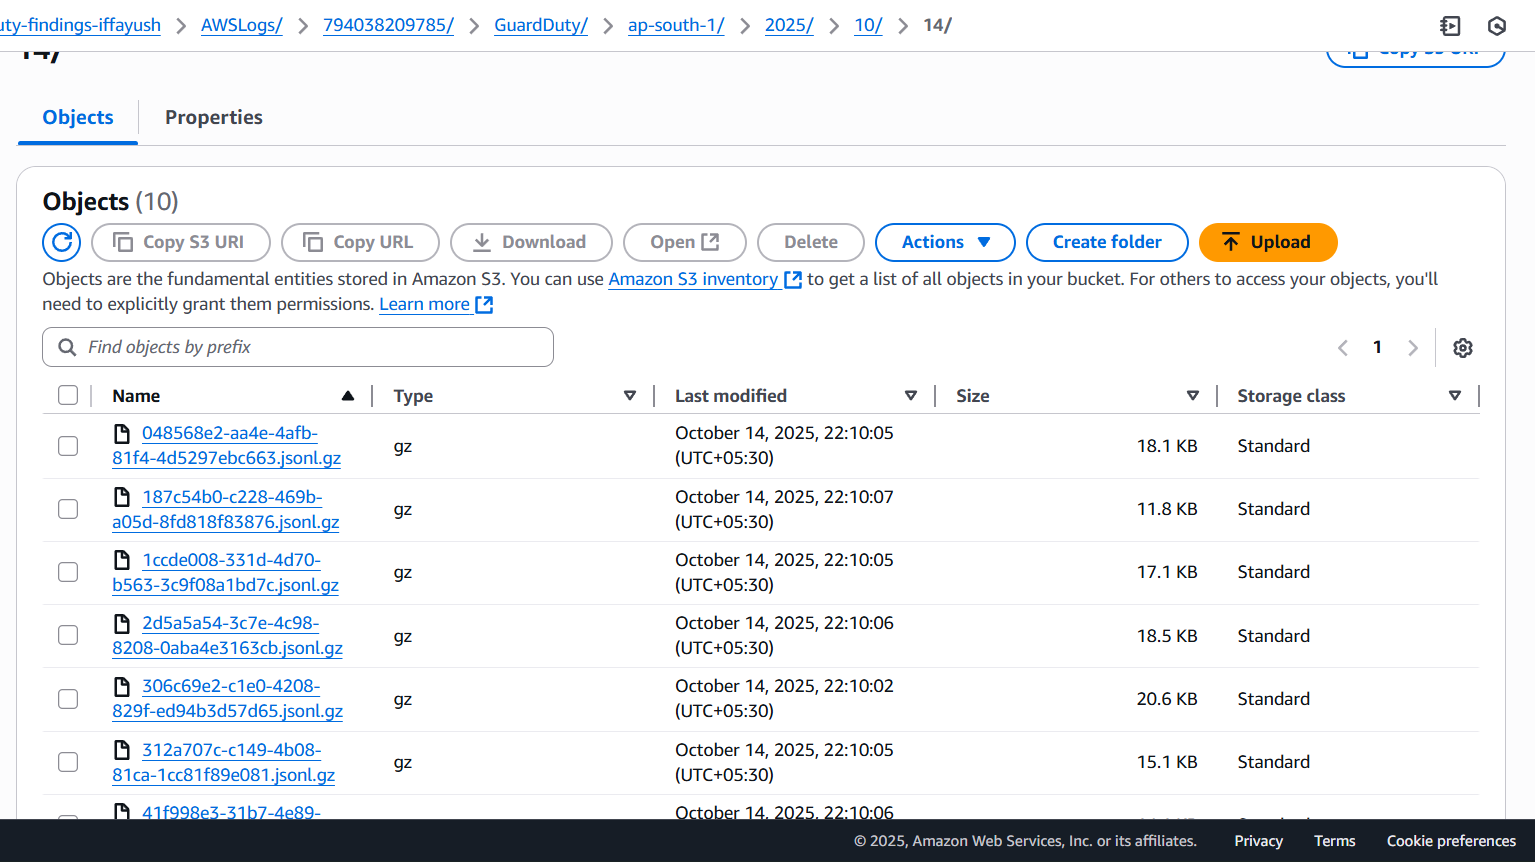 uty-findings-iffayush > AWSLogs/ > 794038209785/ > GuardDuty/ > ap-south-1/ > 2025/ > 10/ > 14/
14/
Copy S3 URI
Objects
Properties
Objects (10)
Copy S3 URI
Copy URL
Download
Open
Delete
Actions
Create folder
Upload
Objects are the fundamental entities stored in Amazon S3. You can use Amazon S3 inventory to get a list of all objects in your bucket. For others to access your objects, you'll
need to explicitly grant them permissions. Learn more
Find objects by prefix
1
Name
Type
Last modified
Size
Storage class
048568e2-aa4e-4afb-
81f4-4d5297ebc663.jsonl.gz
gz
October 14, 2025, 22:10:05
(UTC+05:30)
18.1 KB
Standard
187c54b0-c228-469b-
a05d-8fd818f83876.jsonl.gz
gz
October 14, 2025, 22:10:07
(UTC+05:30)
11.8 KB
Standard
1ccde008-331d-4d70-
b563-3c9f08a1bd7c.jsonl.gz
gz
October 14, 2025, 22:10:05
(UTC+05:30)
17.1 KB
Standard
2d5a5a54-3c7e-4c98-
8208-0aba4e3163cb.jsonl.gz
gz
October 14, 2025, 22:10:06
(UTC+05:30)
18.5 KB
Standard
306c69e2-c1e0-4208-
829f-ed94b3d57d65.jsonl.gz
gz
October 14, 2025, 22:10:02
(UTC+05:30)
20.6 KB
Standard
312a707c-c149-4b08-
81ca-1cc81f89e081.jsonl.gz
gz
October 14, 2025, 22:10:05
(UTC+05:30)
15.1 KB
Standard
41f998e3-31b7-4e89-
October 14, 2025, 22:10:06
© 2025, Amazon Web Services, Inc. or its affiliates.
Privacy
Terms
Cookie preferences